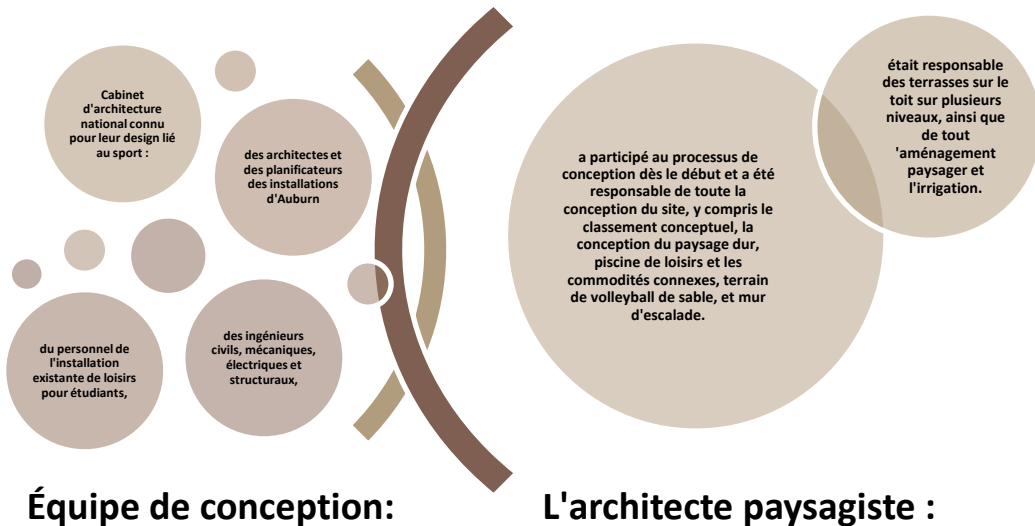 Cabinet
d'architecture
national connu
pour leur design lié
au sport :
des architectes et
des planificateurs
des installations
d'Auburn
du personnel de
l'installation
existante de loisirs
pour étudiants,
des ingénieurs
civils, mécaniques,
électriques et
structuraux,
Équipe de conception:
a participé au processus de
conception dès le début et a été
responsable de toute la
conception du site, y compris le
classement conceptuel, la
conception du paysage dur,
piscine de loisirs et les
commodités connexes, terrain
de volleyball de sable, et mur
d'escalade.
était responsable
des terrasses sur le
toit sur plusieurs
niveaux, ainsi que
de tout
'aménagement
paysager et
l'irrigation.
L'architecte paysagiste :